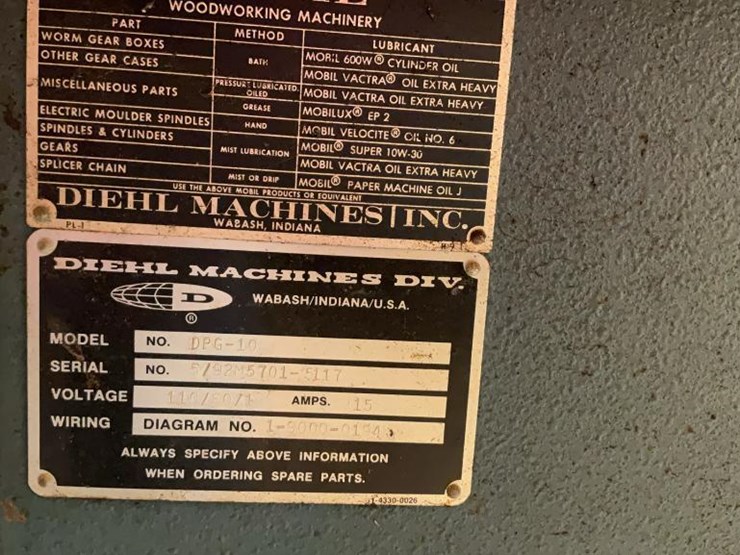 WOODWORKING MACHINERY
PART METHOD LUBRICANT
WORM GEAR BOXES BATH MOBIL 600W ® CYLINDER OIL
OTHER GEAR CASES MOBIL VACTRA® OIL EXTRA HEAVY
MISCELLANEOUS PARTS PRESSURE LUBRICATED OILED MOBIL VACTRA OIL EXTRA HEAVY
GREASE MOBILUX® EP 2
ELECTRIC MOULDER SPINDLES HAND MOBIL VELOCITE® OIL NO. 6
SPINDLES & CYLINDERS MIST LUBRICATION MOBIL® SUPER 10W-30
GEARS MOBIL VACTRA OIL EXTRA HEAVY
SPLICER CHAIN MIST OR DRIP MOBIL® PAPER MACHINE OIL J
USE THE ABOVE MOBIL PRODUCTS OR EQUIVALENT
DIEHL MACHINES INC.
PL-1 WABASH, INDIANA
DIEHL MACHINES DIV.
D WABASH/INDIANA/U.S.A.
®
MODEL NO. DPG-10
SERIAL NO.
VOLTAGE AMPS. 15
WIRING DIAGRAM NO.
ALWAYS SPECIFY ABOVE INFORMATION
WHEN ORDERING SPARE PARTS.